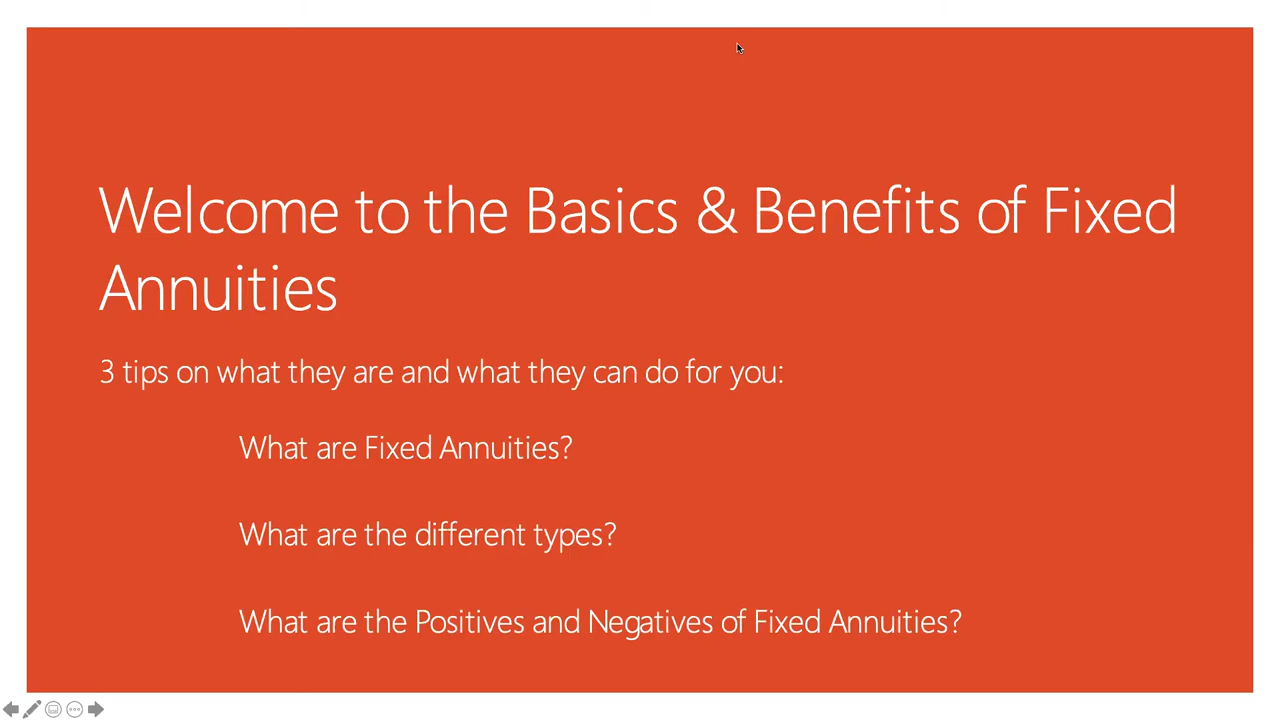 Welcome to the Basics & Benefits of Fixed
Annuities
3 tips on what they are and what they can do for you:
What are Fixed Annuities?
What are the different types?
What are the Positives and Negatives of Fixed Annuities?